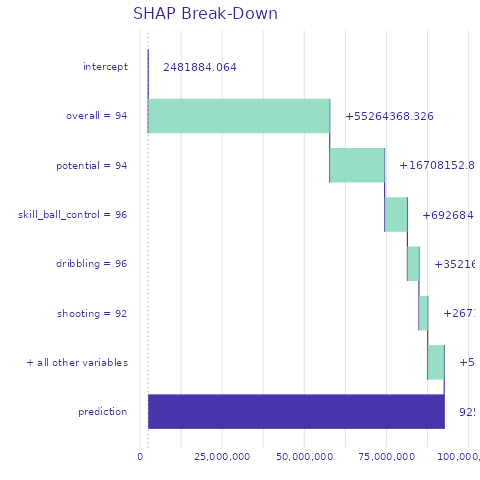 SHAP Break-Down
intercept 2481884.064
overall = 94 +55264368.326
potential = 94 +16708152.8
skill_ball_control = 96 +692684
dribbling = 96 +35216
shooting = 92 +267
+ all other variables +5
prediction 925
0 25,000,000 50,000,000 75,000,000 100,000,